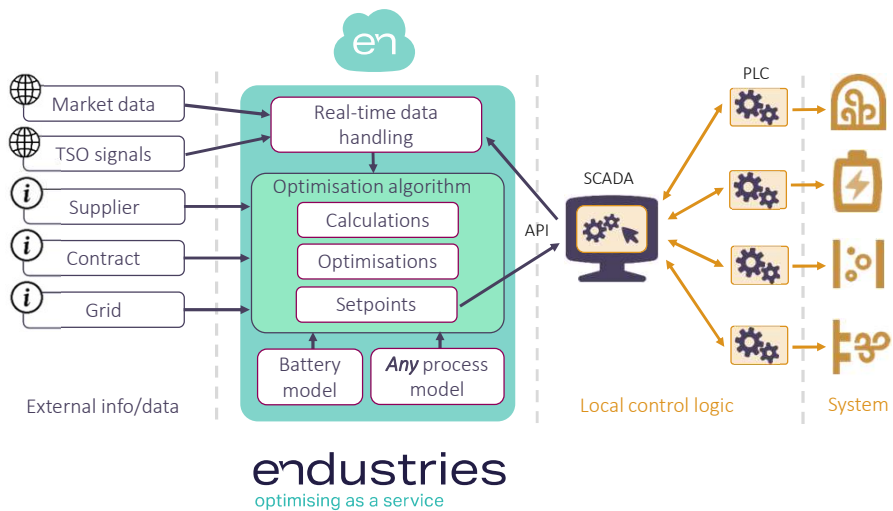 en
Market data
TSO signals
Supplier
Contract
Grid
External info/data
Real-time data
handling
Optimisation algorithm
Calculations
Optimisations
Setpoints
Battery
model
Any process
model
API
SCADA
PLC
Local control logic
System
endustries
optimising as a service
i
i
i